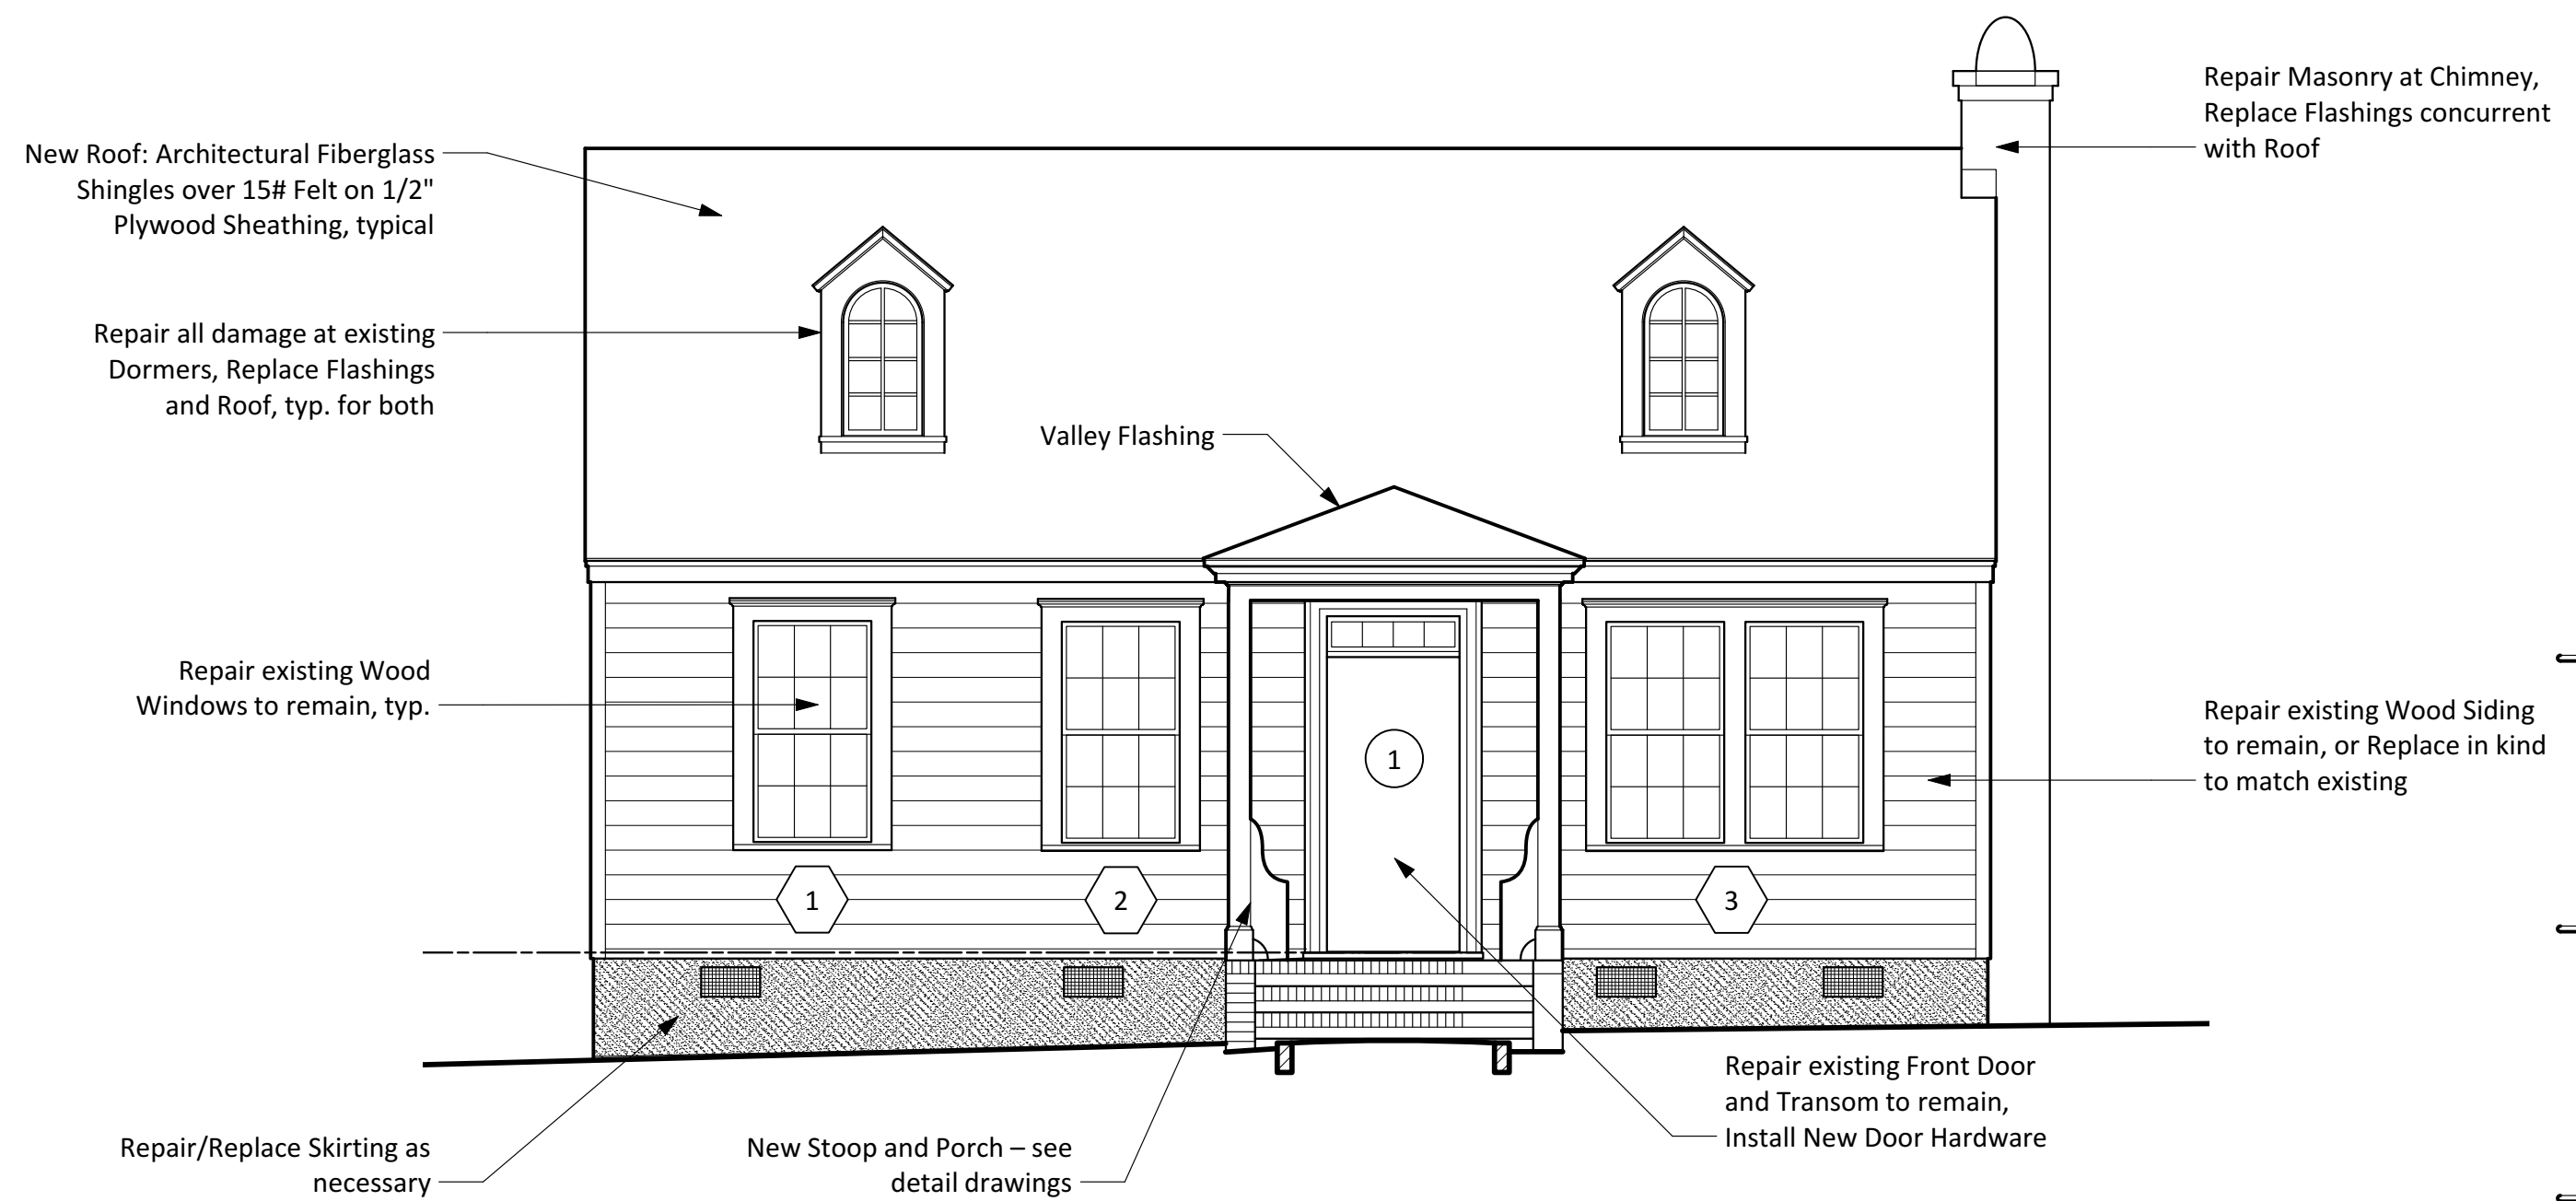 New Roof: Architectural Fiberglass
Shingles over 15# Felt on 1/2"
Plywood Sheathing, typical
Repair all damage at existing
Dormers, Replace Flashings
and Roof, typ. for both
Repair existing Wood
Windows to remain, typ.
Repair/Replace Skirting as
necessary
Valley Flashing
1
2
1
3
New Stoop and Porch – see
detail drawings
Repair existing Front Door
and Transom to remain,
Install New Door Hardware
Repair Masonry at Chimney,
Replace Flashings concurrent
with Roof
Repair existing Wood Siding
to remain, or Replace in kind
to match existing